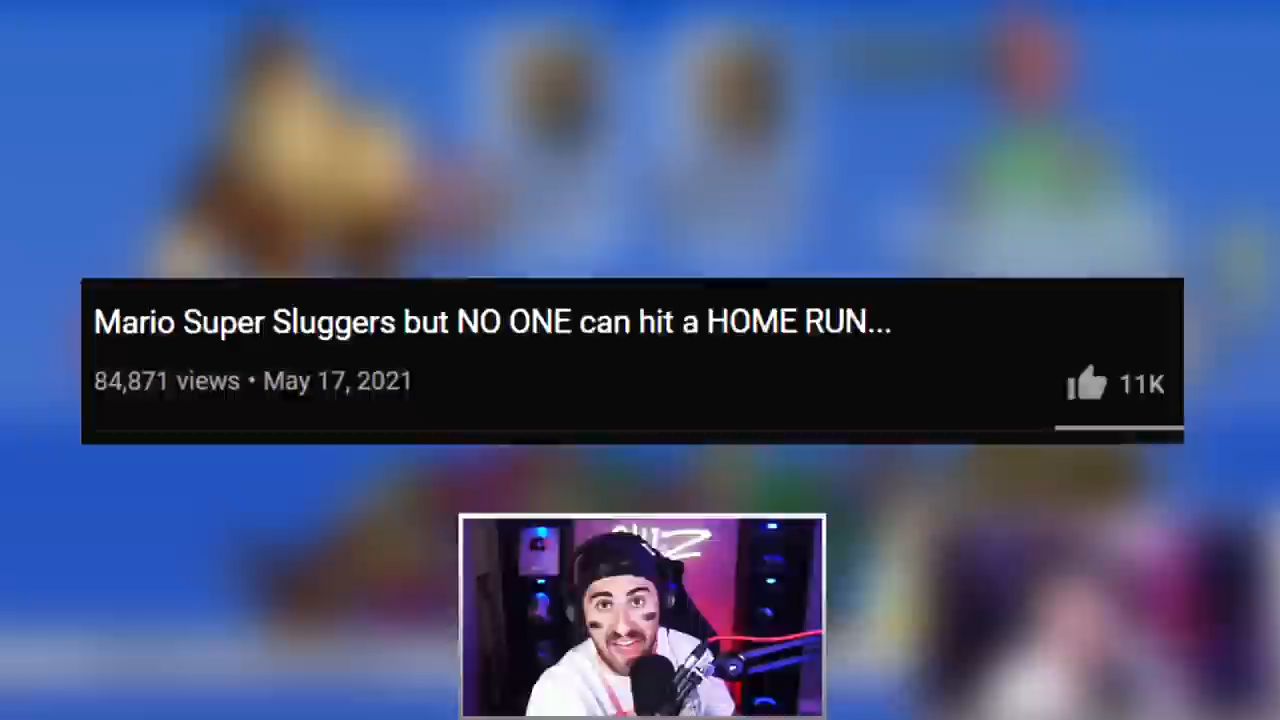 Mario Super Sluggers but NO ONE can hit a HOME RUN...
84,871 views • May 17, 2021
11K